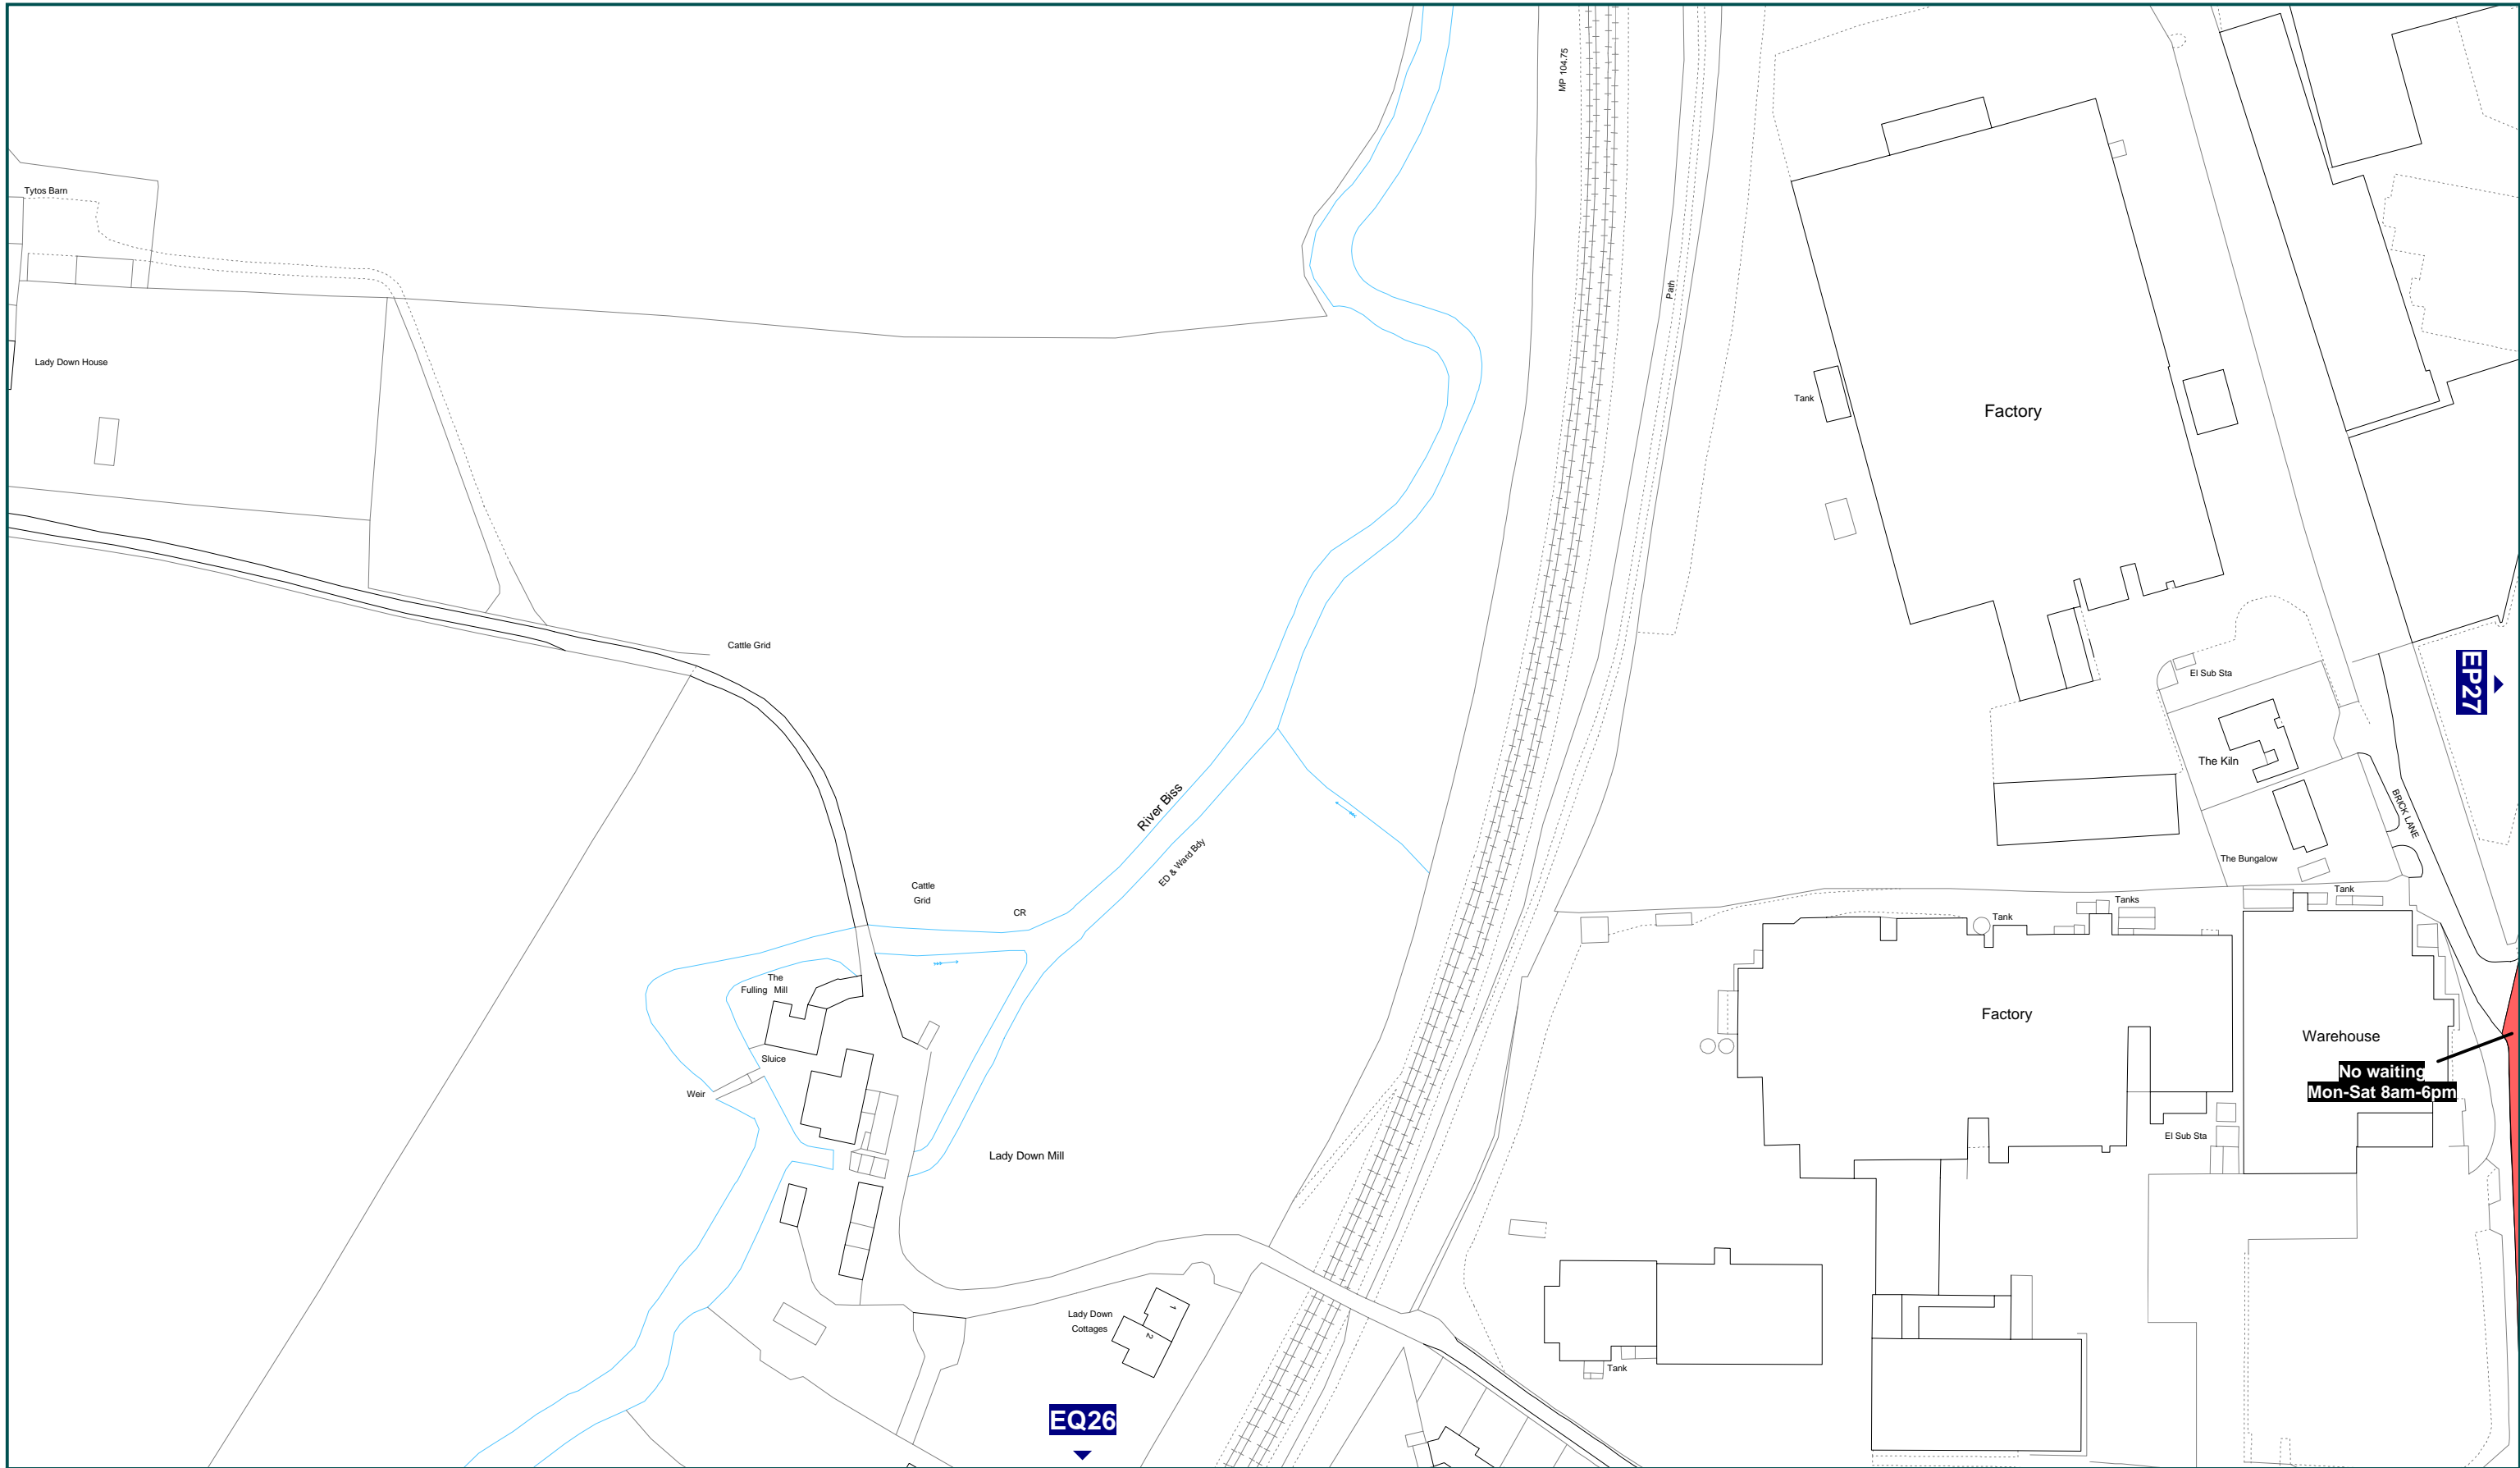 MP 104.75
Tytos Barn
Path
Lady Down House
Tank
Factory
Cattle Grid
El Sub Sta
EP27
The Kiln
River Biss
BRICK LANE
ED & Ward Bdy
The Bungalow
Cattle
Grid
CR
Tank
Tanks
Tank
The
Fulling Mill
Factory
Warehouse
Sluice
No waiting
Mon-Sat 8am-6pm
Weir
El Sub Sta
Lady Down Mill
1
Lady Down
Cottages
2
Tank
EQ26